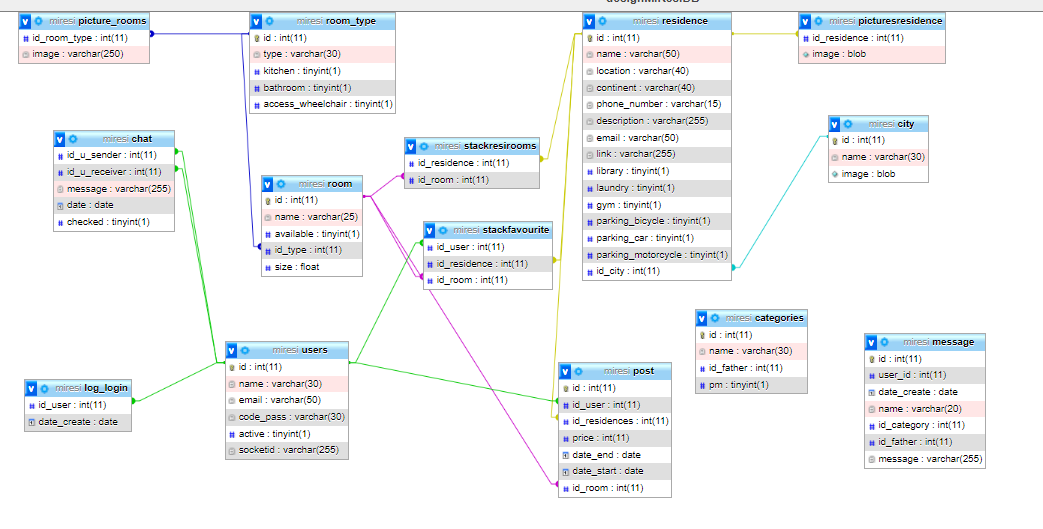 miresi picture_rooms
id_room_type : int(11)
image : varchar(250)
miresi room_type
id : int(11)
type : varchar(30)
kitchen : tinyint(1)
bathroom : tinyint(1)
access_wheelchair : tinyint(1)
miresi residence
id : int(11)
name : varchar(50)
location : varchar(40)
continent : varchar(40)
phone_number : varchar(15)
description : varchar(255)
email : varchar(50)
link : varchar(255)
library : tinyint(1)
laundry : tinyint(1)
gym : tinyint(1)
parking_bicycle : tinyint(1)
parking_car : tinyint(1)
parking_motorcycle : tinyint(1)
id_city : int(11)
miresi picturesresidence
id_residence : int(11)
image : blob
miresi chat
id_u_sender : int(11)
id_u_receiver : int(11)
message : varchar(255)
date : date
checked : tinyint(1)
miresi stackresirooms
id_residence : int(11)
id_room : int(11)
miresi city
id : int(11)
name : varchar(30)
image : blob
miresi room
id : int(11)
name : varchar(25)
available : tinyint(1)
id_type : int(11)
size : float
miresi stackfavourite
id_user : int(11)
id_residence : int(11)
id_room : int(11)
miresi categories
id : int(11)
name : varchar(30)
id_father : int(11)
pm : tinyint(1)
miresi message
id : int(11)
user_id : int(11)
date_create : date
name : varchar(20)
id_category : int(11)
id_father : int(11)
message : varchar(255)
miresi users
id : int(11)
name : varchar(30)
email : varchar(50)
code_pass : varchar(30)
active : tinyint(1)
socketid : varchar(255)
miresi post
id : int(11)
id_user : int(11)
id_residences : int(11)
price : int(11)
date_end : date
date_start : date
id_room : int(11)
miresi log_login
id_user : int(11)
date_create : date